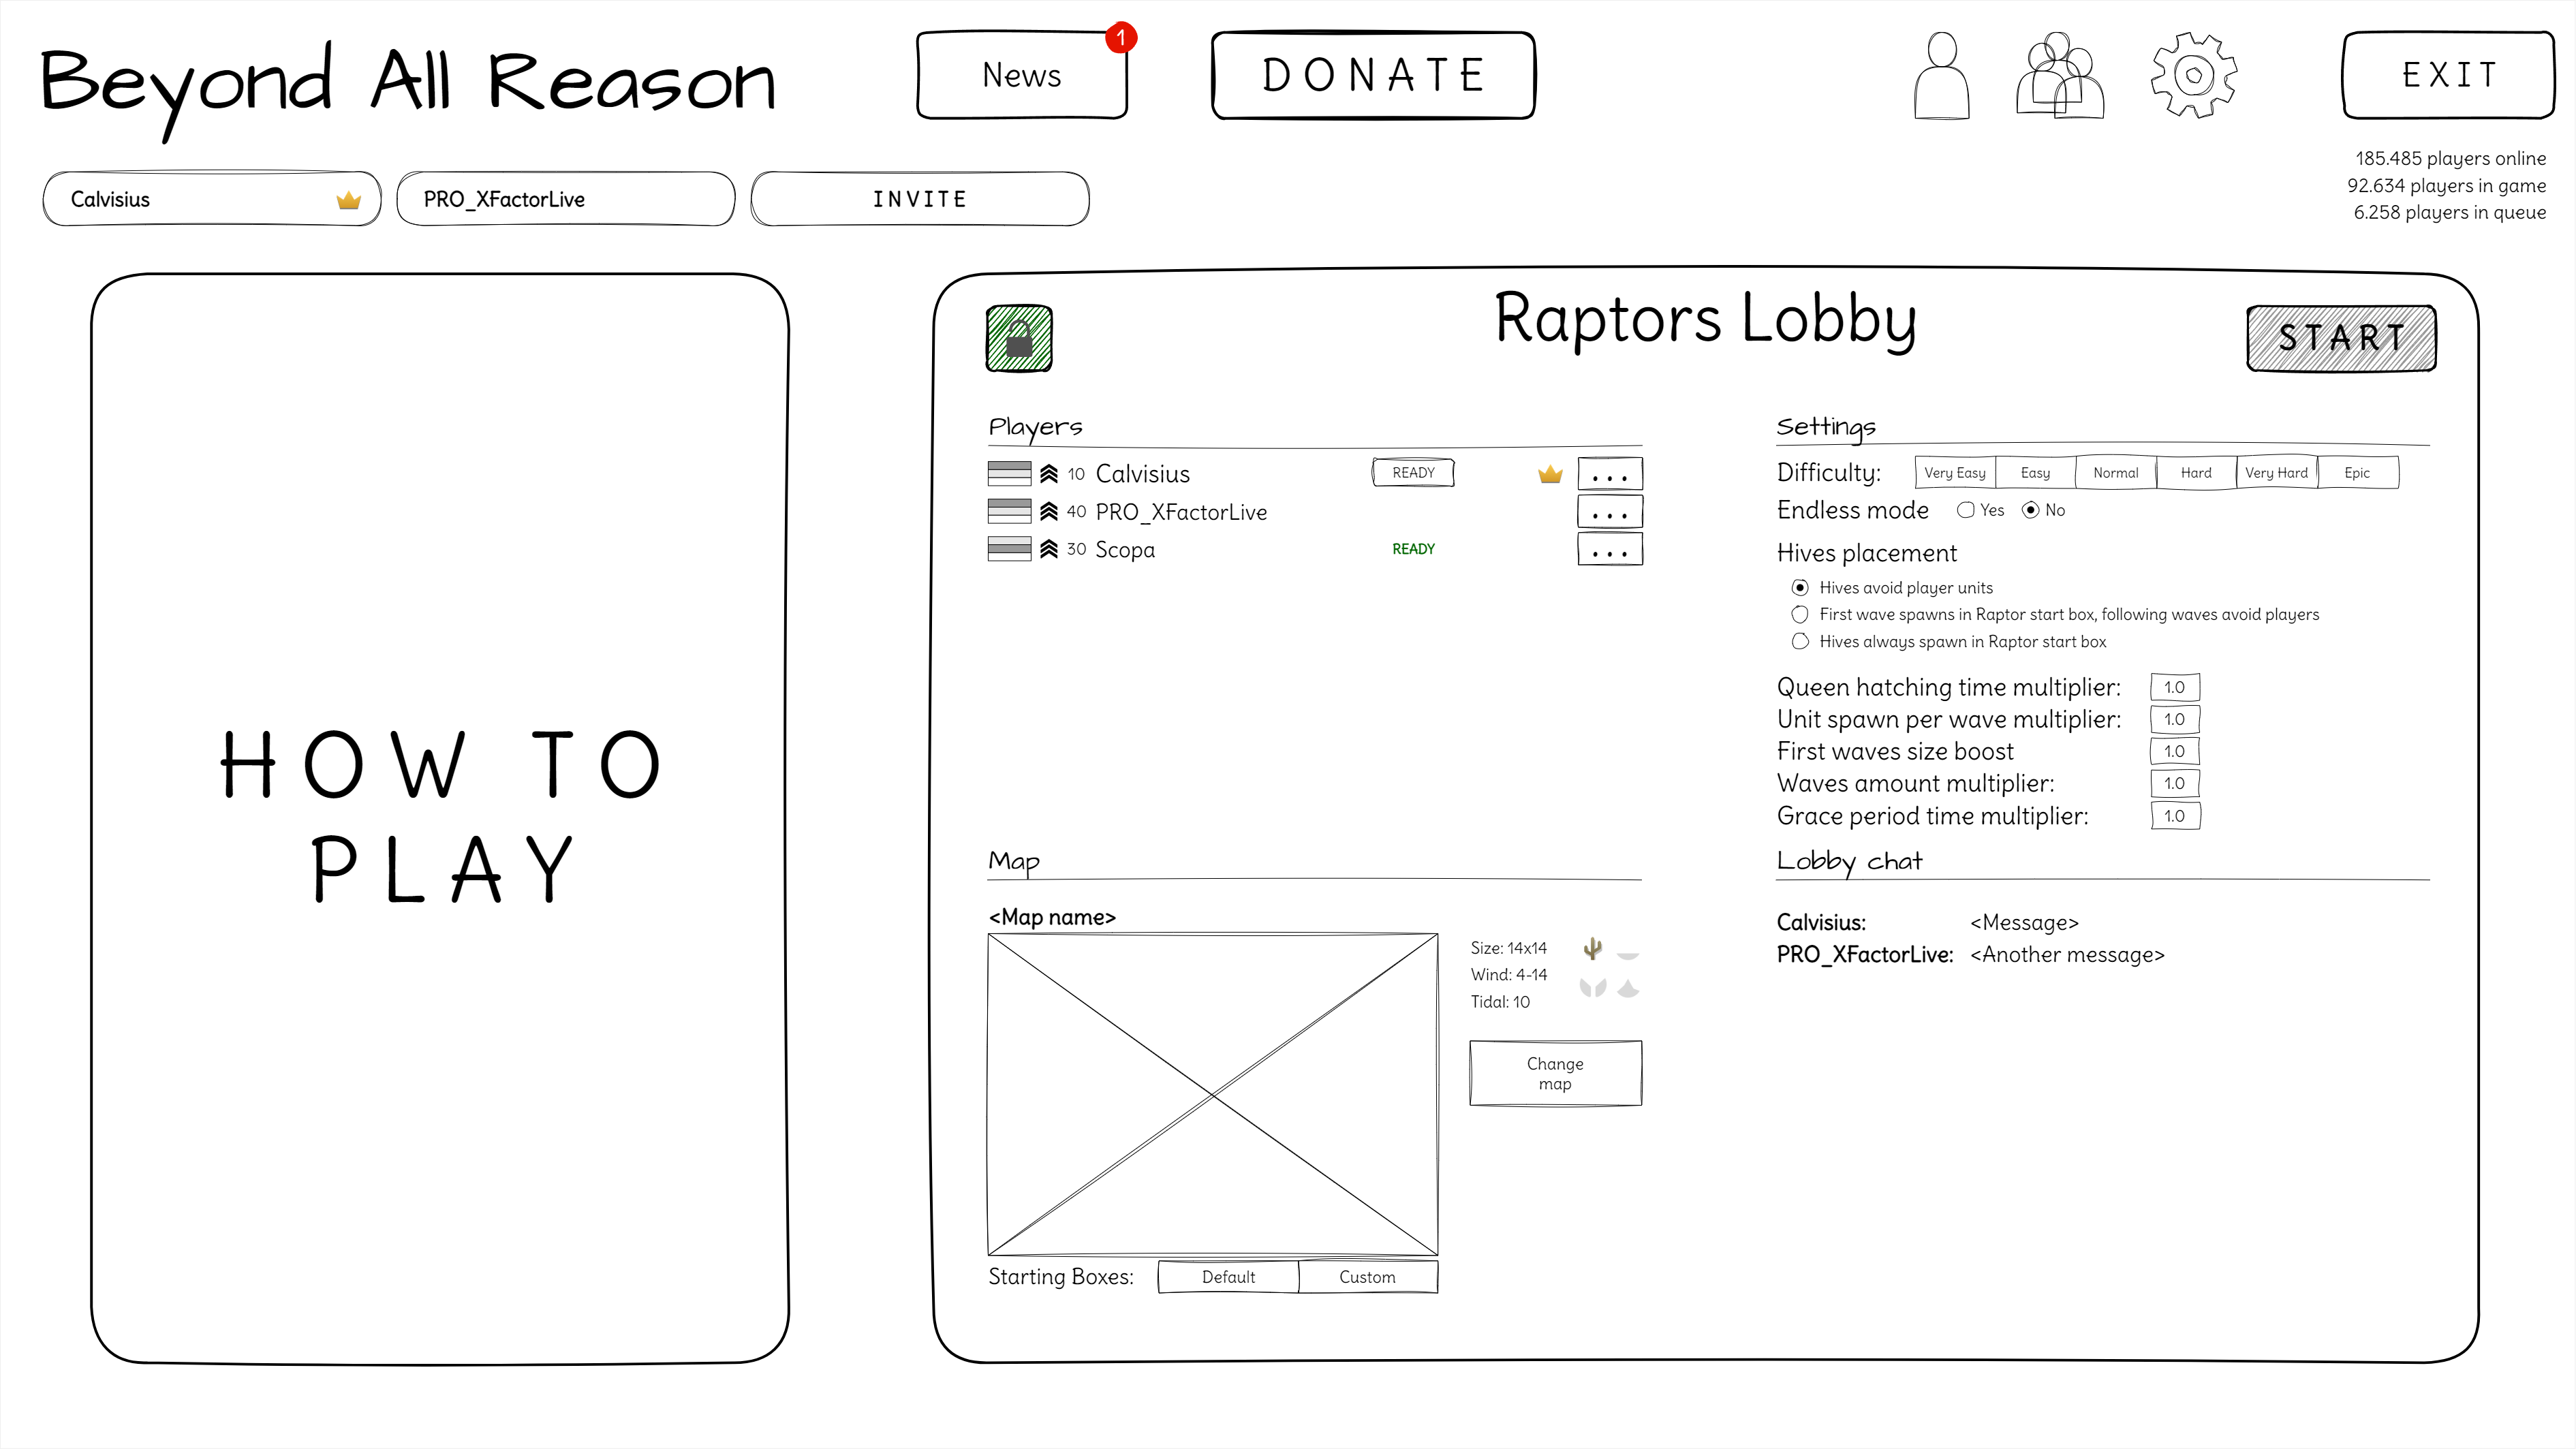 Beyond All Reason
News
1
DONATE
EXIT
185.485 players online
92.634 players in game
6.258 players in queue
Calvisius
PRO_XFactorLive
INVITE
HOW TO
PLAY
Raptors Lobby
START
Players
10 Calvisius READY ...
40 PRO_XFactorLive ...
30 Scopa READY ...
Settings
Difficulty: Very Easy Easy Normal Hard Very Hard Epic
Endless mode Yes No
Hives placement
Hives avoid player units
First wave spawns in Raptor start box, following waves avoid players
Hives always spawn in Raptor start box
Queen hatching time multiplier: 1.0
Unit spawn per wave multiplier: 1.0
First waves size boost 1.0
Waves amount multiplier: 1.0
Grace period time multiplier: 1.0
Map
<Map name>
Size: 14x14
Wind: 4-14
Tidal: 10
Change
map
Starting Boxes: Default Custom
Lobby chat
Calvisius: <Message>
PRO_XFactorLive: <Another message>